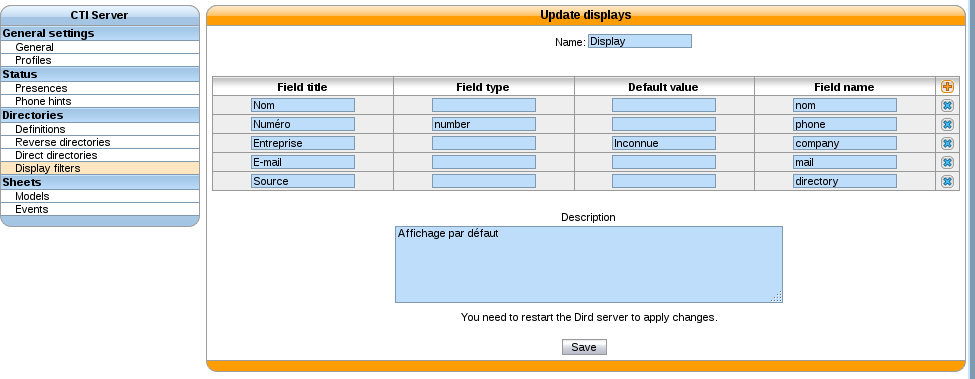 CTI Server
General settings
General
Profiles
Status
Presences
Phone hints
Directories
Definitions
Reverse directories
Direct directories
Display filters
Sheets
Models
Events
Update displays
Name: Display
Field title Field type Default value Field name
Nom nom
Numéro number phone
Entreprise Inconnue company
E-mail mail
Source directory
Description
Affichage par défaut
You need to restart the Dird server to apply changes.
Save